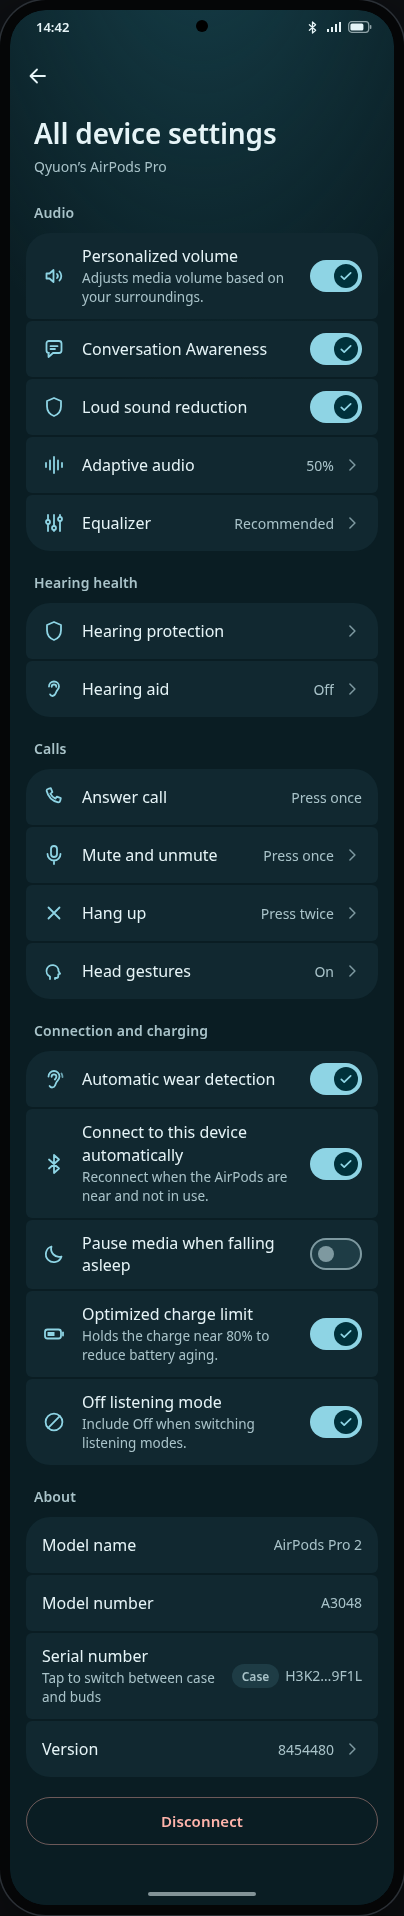 14:42
All device settings
Qyuon’s AirPods Pro
Audio
Personalized volume
Adjusts media volume based on
your surroundings.
Conversation Awareness
Loud sound reduction
Adaptive audio 50%
Equalizer Recommended
Hearing health
Hearing protection
Hearing aid Off
Calls
Answer call Press once
Mute and unmute Press once
Hang up Press twice
Head gestures On
Connection and charging
Automatic wear detection
Connect to this device
automatically
Reconnect when the AirPods are
near and not in use.
Pause media when falling
asleep
Optimized charge limit
Holds the charge near 80% to
reduce battery aging.
Off listening mode
Include Off when switching
listening modes.
About
Model name AirPods Pro 2
Model number A3048
Serial number
Tap to switch between case
and buds
Case H3K2...9F1L
Version 8454480
Disconnect